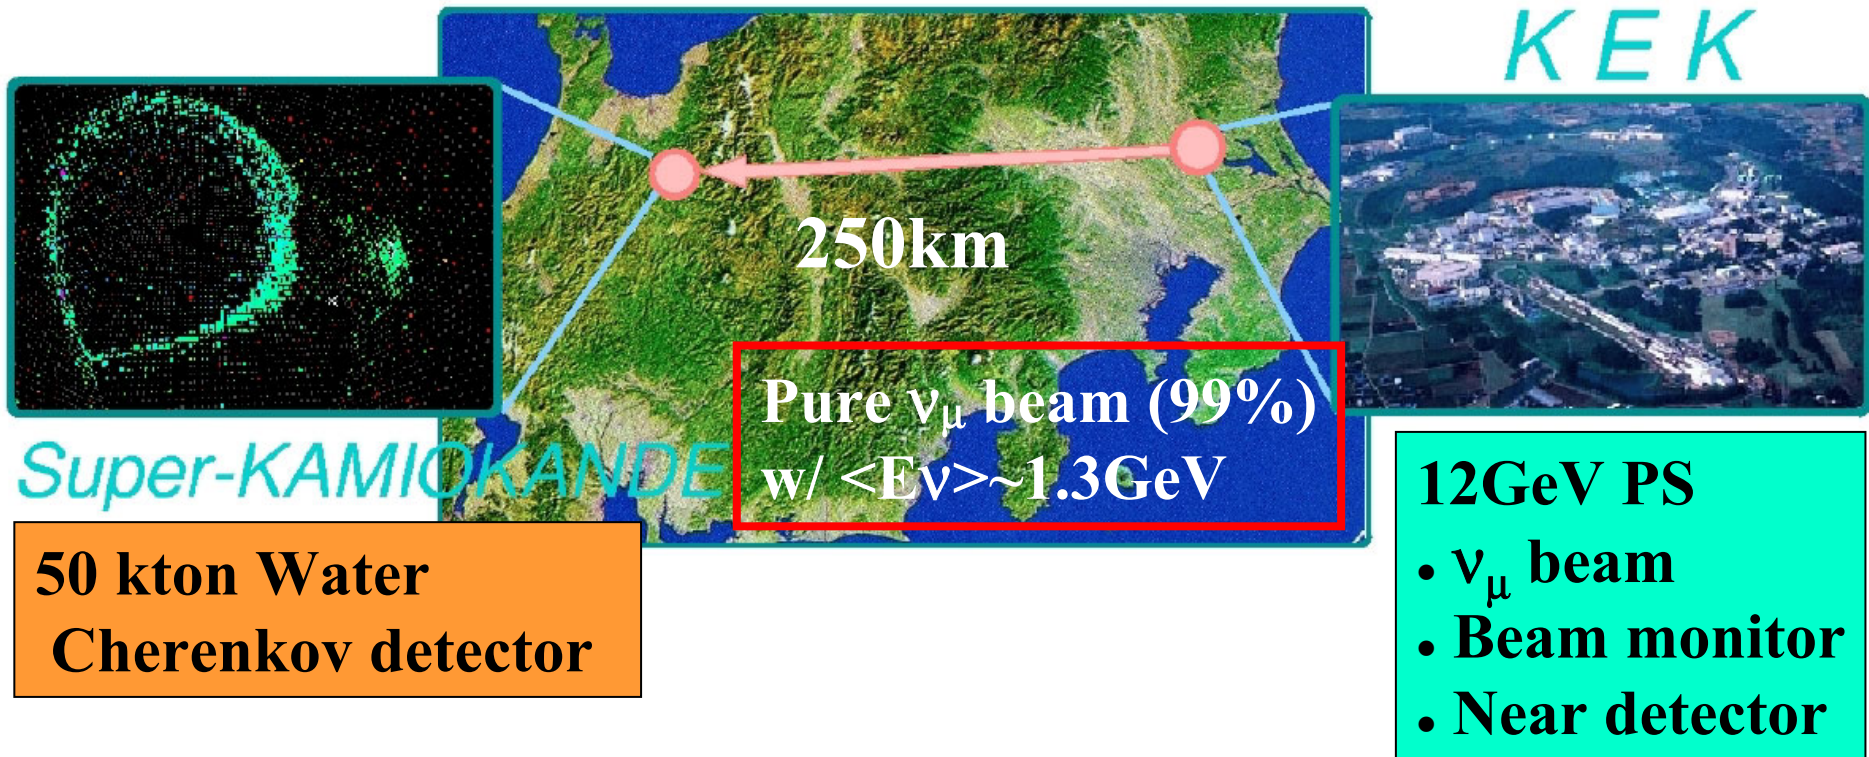 K E K
250km
Pure νμ beam (99%)
w/ <Eν>~1.3GeV
Super-KAMIOKANDE
50 kton Water
Cherenkov detector
12GeV PS
• νμ beam
• Beam monitor
• Near detector